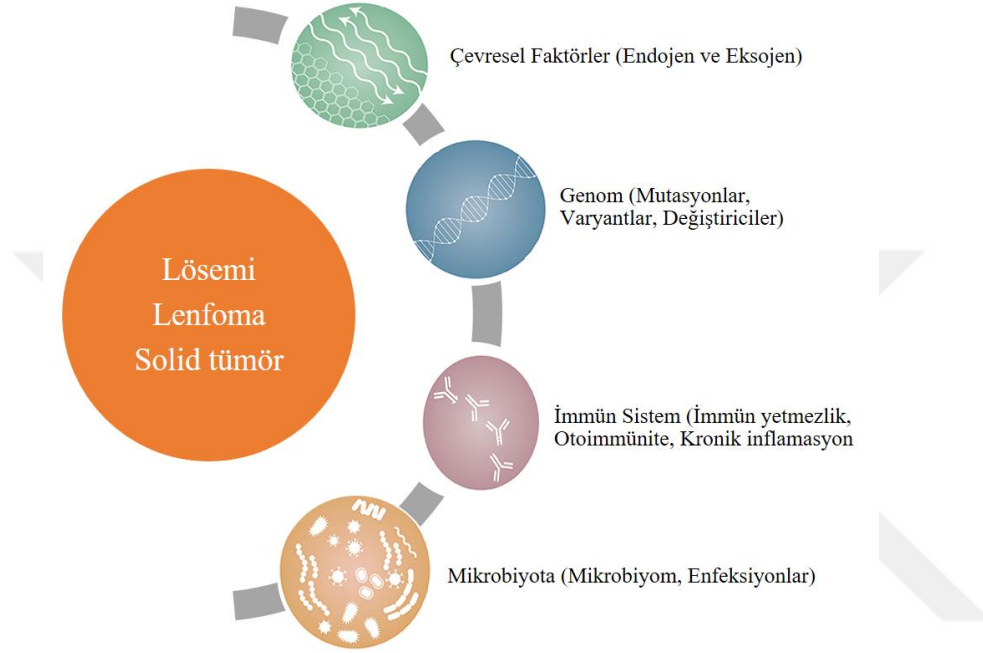 Çevresel Faktörler (Endojen ve Eksojen)
Genom (Mutasyonlar,
Varyantlar, Değiştiriciler)
Lösemi
Lenfoma
Solid tümör
İmmün Sistem (İmmün yetmezlik,
Otoimmünite, Kronik inflamasyon
Mikrobiyota (Mikrobiyom, Enfeksiyonlar)